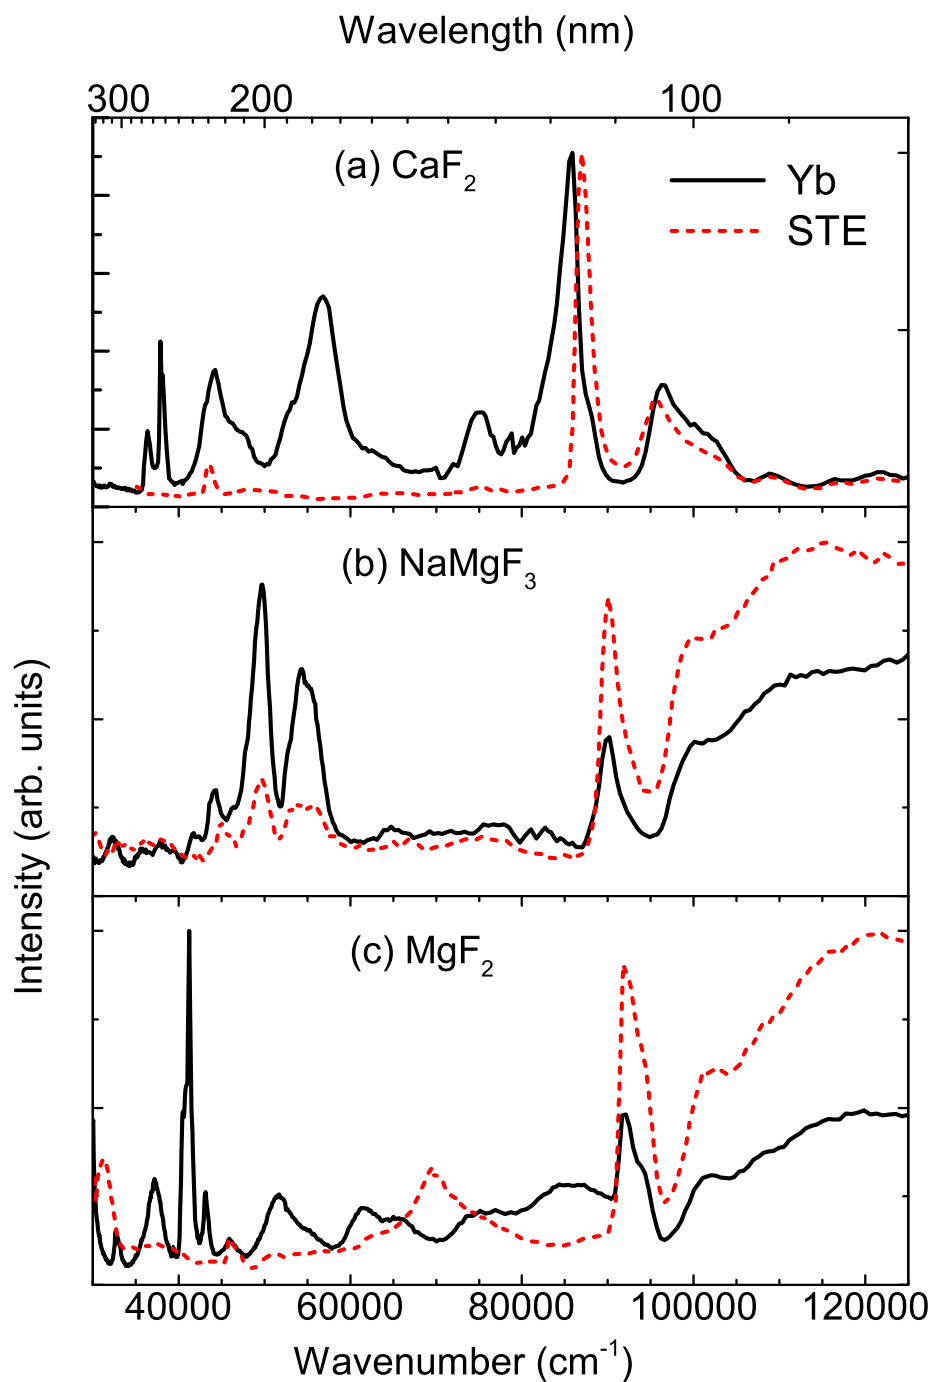 Wavelength (nm)
300 200 100
(a) CaF₂
Yb
STE
(b) NaMgF₃
Intensity (arb. units)
(c) MgF₂
40000 60000 80000 100000 120000
Wavenumber (cm⁻¹)